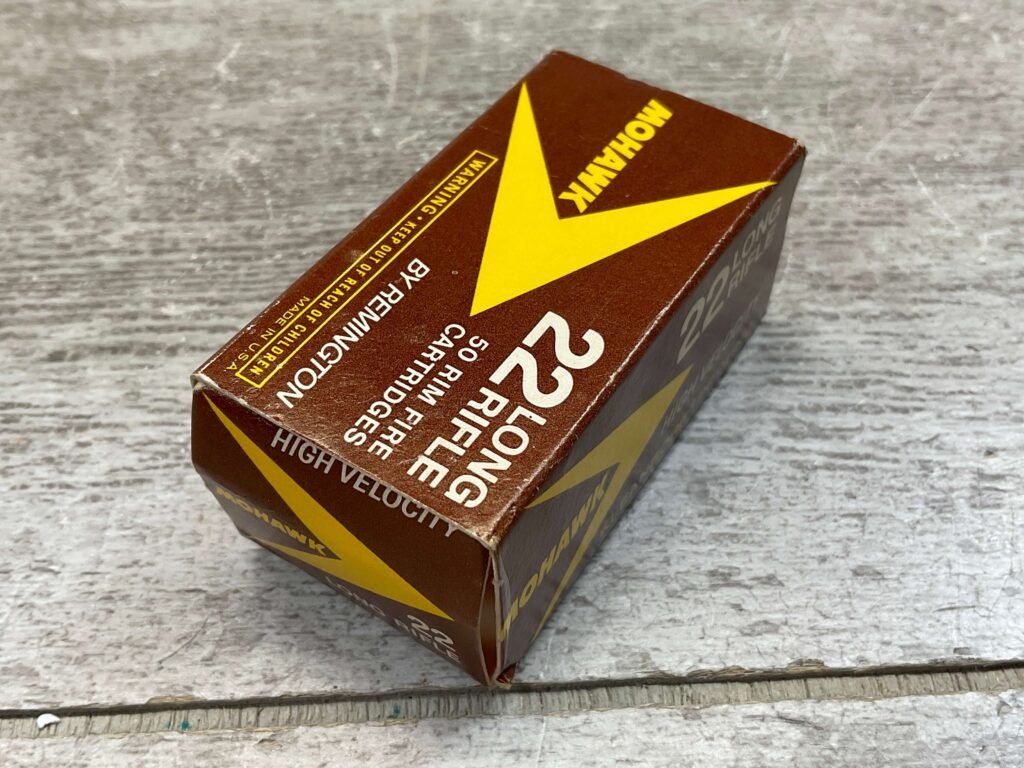 MOHAWK
22 LONG
RIFLE
50 RIM FIRE
CARTRIDGES
BY REMINGTON
WARNING • KEEP OUT OF REACH OF CHILDREN
MADE IN U.S.A.
HIGH VELOCITY
MOHAWK
22
LONG RIFLE
22 LONG
RIFLE
MOHAWK